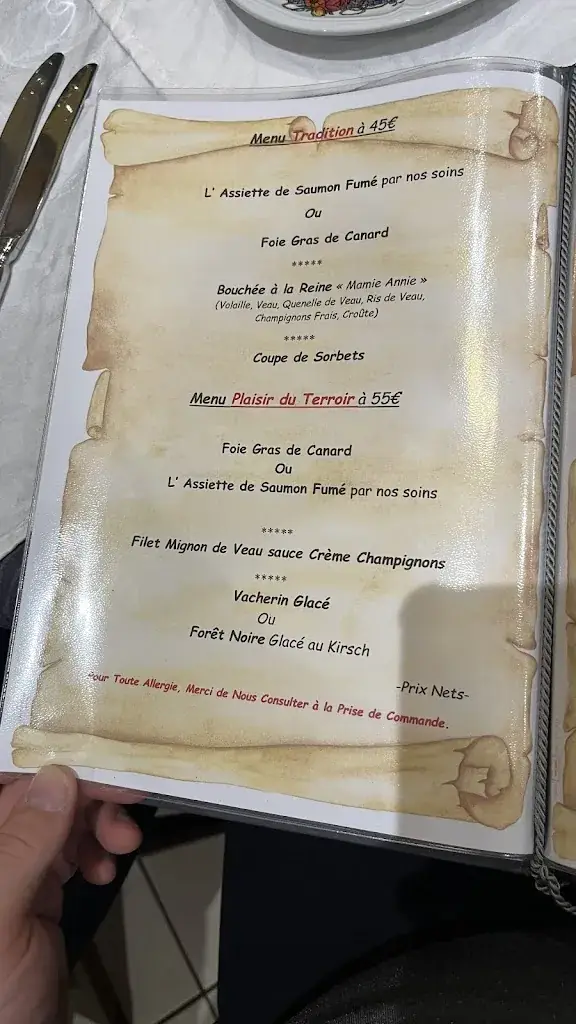 Menu Tradition à 45€
L' Assiette de Saumon Fumé par nos soins
Ou
Foie Gras de Canard
*****
Bouchée à la Reine « Mamie Annie »
(Volaille, Veau, Quenelle de Veau, Ris de Veau,
Champignons Frais, Croûte)
*****
Coupe de Sorbets
Menu Plaisir du Terroir à 55€
Foie Gras de Canard
Ou
L' Assiette de Saumon Fumé par nos soins
*****
Filet Mignon de Veau sauce Crème Champignons
*****
Vacherin Glacé
Ou
Forêt Noire Glacé au Kirsch
-Prix Nets-
Pour Toute Allergie, Merci de Nous Consulter à la Prise de Commande.